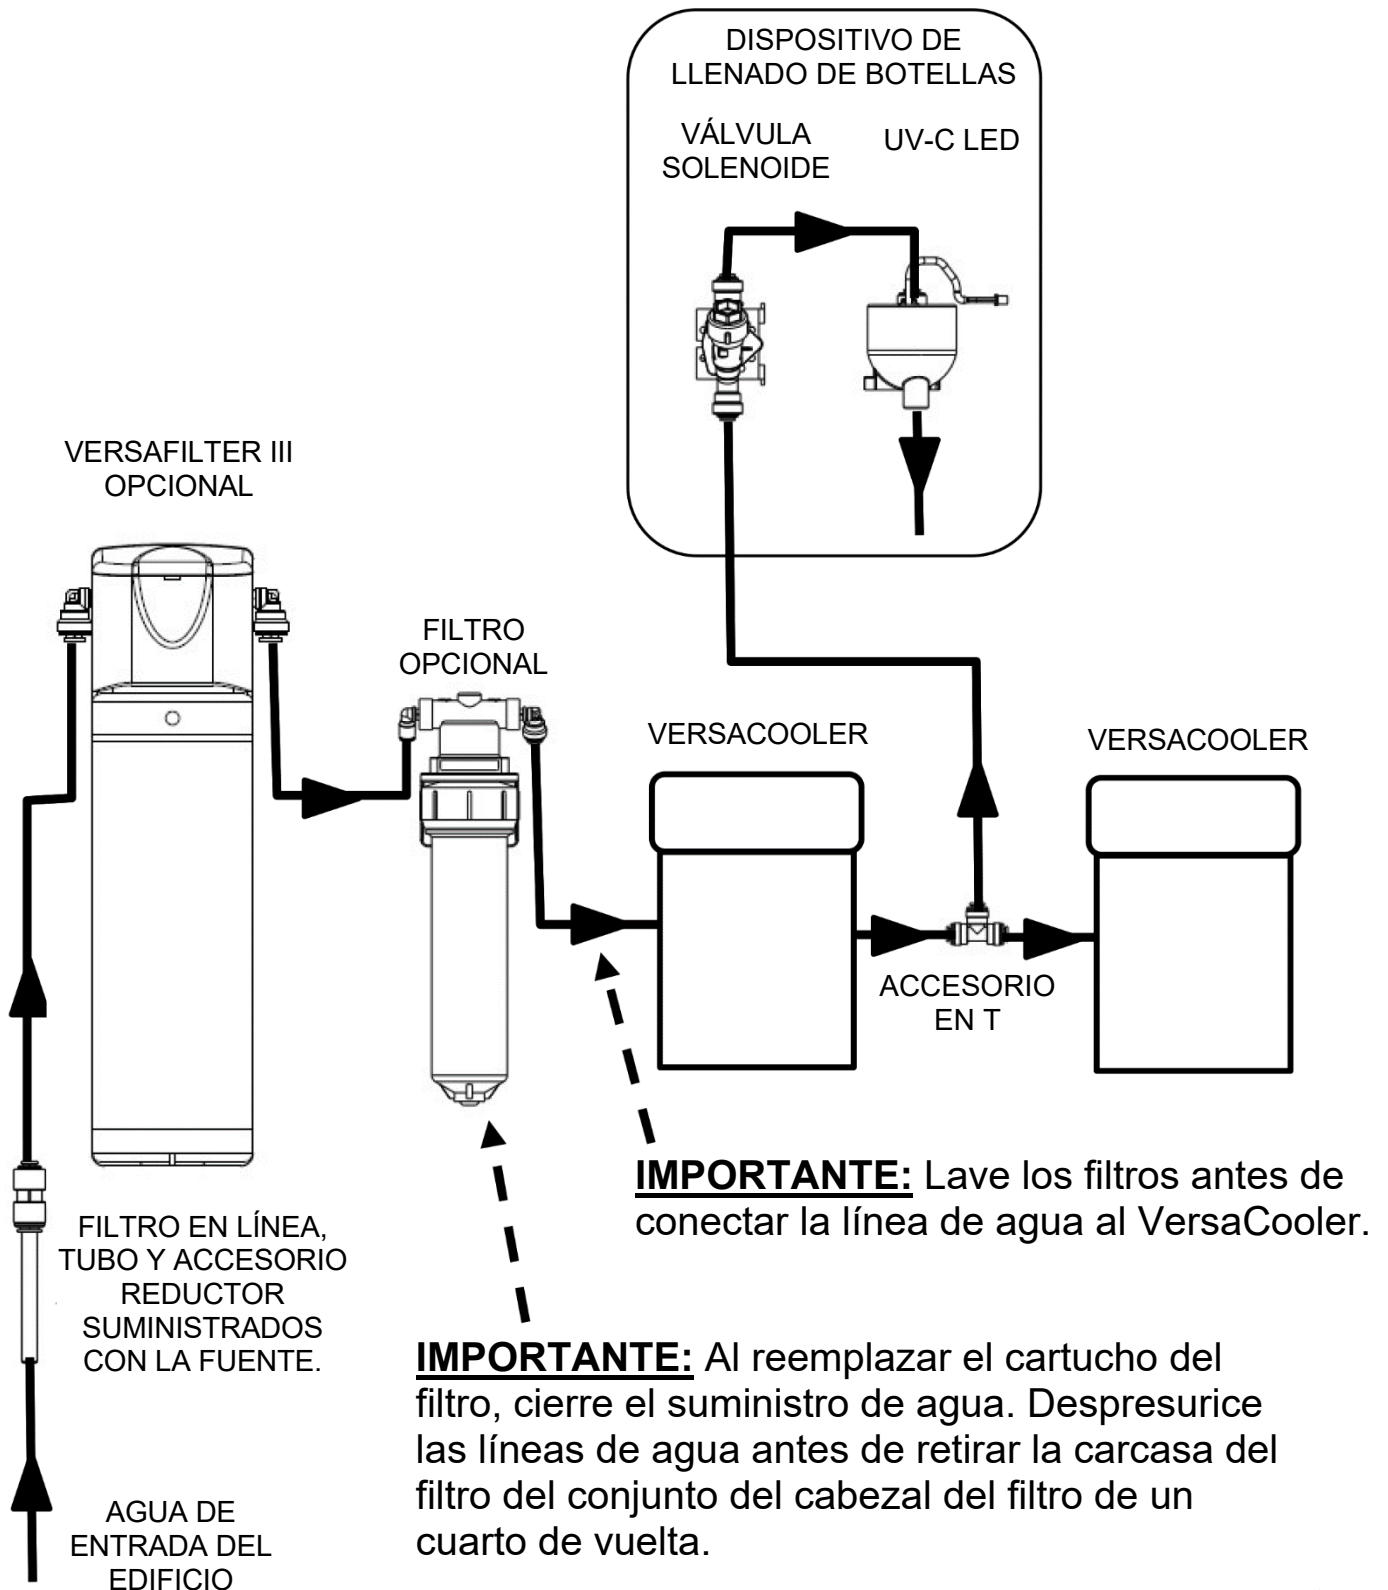 DISPOSITIVO DE
LLENADO DE BOTELLAS
VÁLVULA
SOLENOIDE
UV-C LED
VERSAFILTER III
OPCIONAL
FILTRO
OPCIONAL
VERSACOOLER
VERSACOOLER
ACCESORIO
EN T
IMPORTANTE: Lave los filtros antes de
conectar la línea de agua al VersaCooler.
FILTRO EN LÍNEA,
TUBO Y ACCESORIO
REDUCTOR
SUMINISTRADOS
CON LA FUENTE.
IMPORTANTE: Al reemplazar el cartucho del
filtro, cierre el suministro de agua. Despresurice
las líneas de agua antes de retirar la carcasa del
filtro del conjunto del cabezal del filtro de un
cuarto de vuelta.
AGUA DE
ENTRADA DEL
EDIFICIO